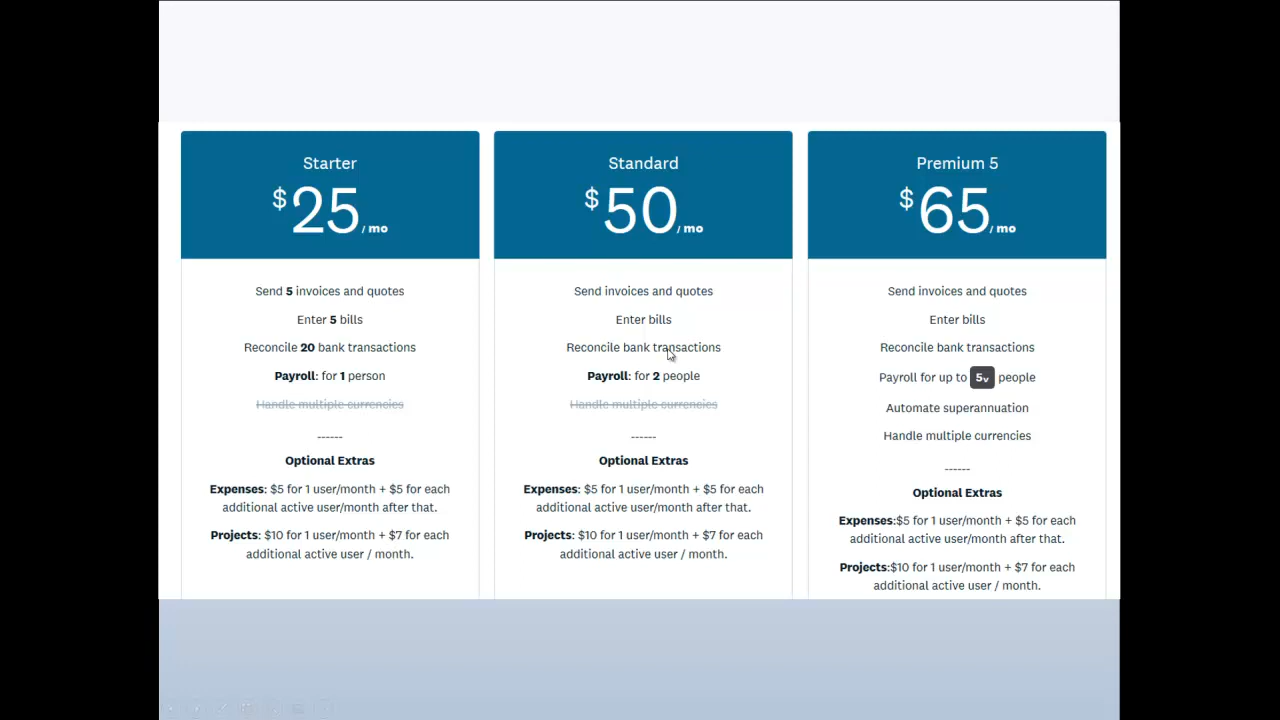 Starter
$25/ mo
Send 5 invoices and quotes
Enter 5 bills
Reconcile 20 bank transactions
Payroll: for 1 person
Handle multiple currencies
------
Optional Extras
Expenses: $5 for 1 user/month + $5 for each
additional active user/month after that.
Projects: $10 for 1 user/month + $7 for each
additional active user / month.
Standard
$50/ mo
Send invoices and quotes
Enter bills
Reconcile bank transactions
Payroll: for 2 people
Handle multiple currencies
------
Optional Extras
Expenses: $5 for 1 user/month + $5 for each
additional active user/month after that.
Projects: $10 for 1 user/month + $7 for each
additional active user / month.
Premium 5
$65/ mo
Send invoices and quotes
Enter bills
Reconcile bank transactions
Payroll for up to 5 people
Automate superannuation
Handle multiple currencies
------
Optional Extras
Expenses:$5 for 1 user/month + $5 for each
additional active user/month after that.
Projects:$10 for 1 user/month + $7 for each
additional active user / month.